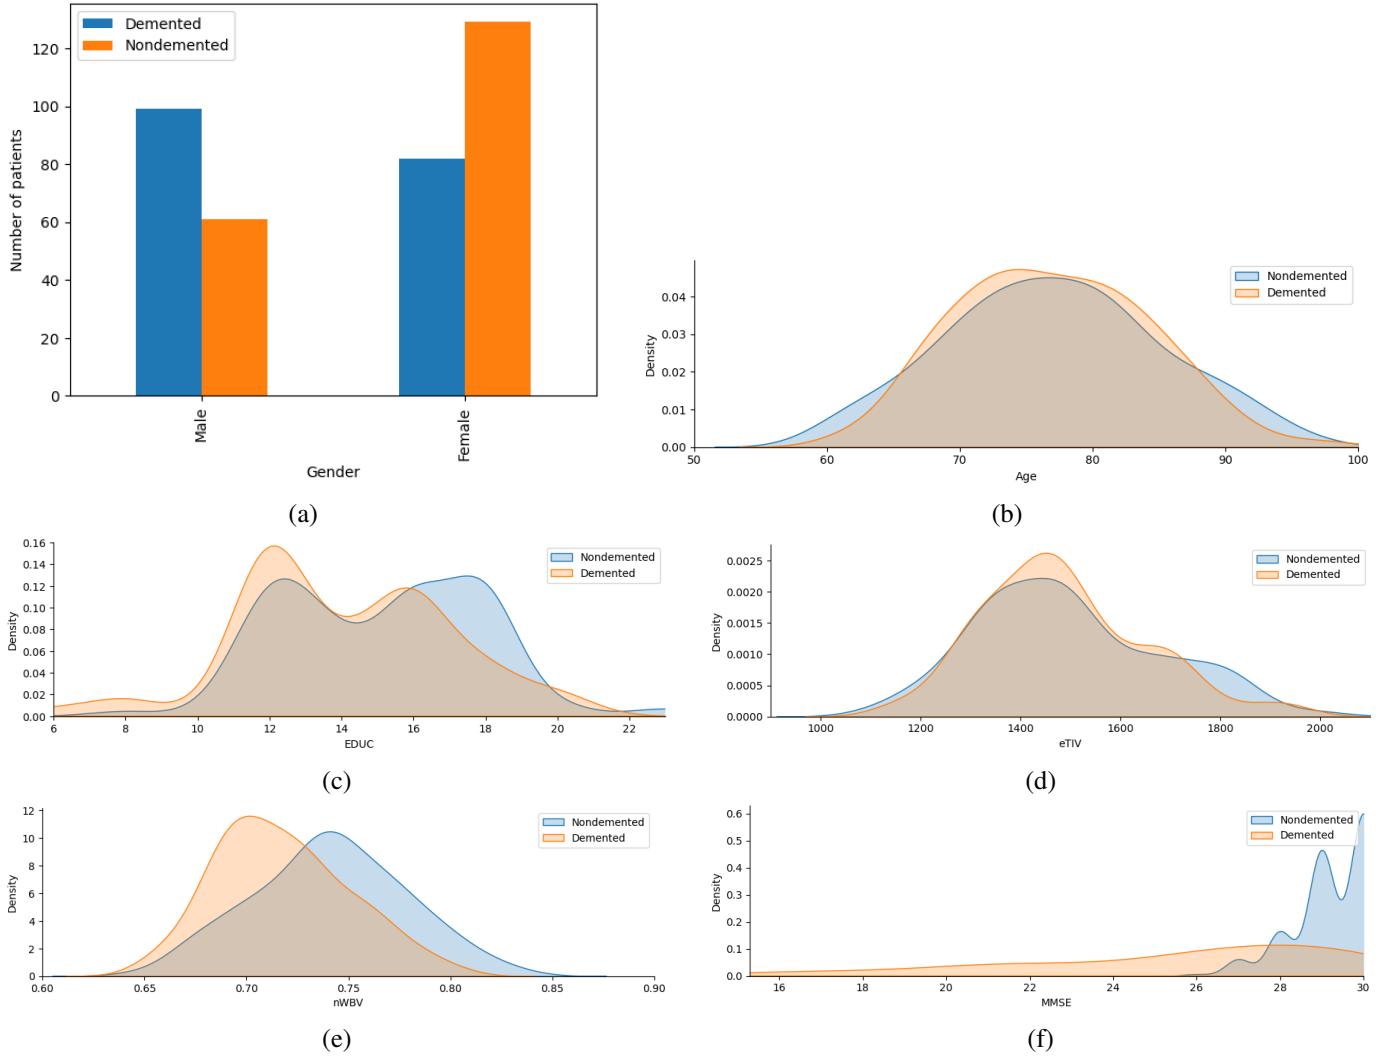 Demented
Nondemented
Number of patients
120
100
80
60
40
20
0
Male
Female
Gender
(a)
Nondemented
Demented
Density
0.04
0.03
0.02
0.01
0.00
50 60 70 80 90 100
Age
(b)
Nondemented
Demented
Density
0.16
0.14
0.12
0.10
0.08
0.06
0.04
0.02
0.00
6 8 10 12 14 16 18 20 22
EDUC
(c)
Nondemented
Demented
Density
0.0025
0.0020
0.0015
0.0010
0.0005
0.0000
1000 1200 1400 1600 1800 2000
eTIV
(d)
Nondemented
Demented
Density
12
10
8
6
4
2
0
0.60 0.65 0.70 0.75 0.80 0.85 0.90
nWBV
(e)
Nondemented
Demented
Density
0.6
0.5
0.4
0.3
0.2
0.1
0.0
16 18 20 22 24 26 28 30
MMSE
(f)